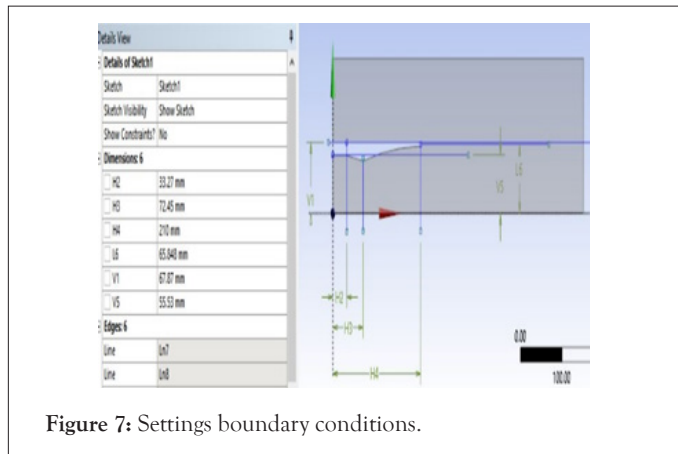 Details View
Details of Sketch1
Sketch Sketch1
Sketch Visibility Show Sketch
Show Constraints? No
Dimensions: 6
H2 33.27 mm
H3 72.45 mm
H4 210 mm
L6 65.848 mm
V1 67.87 mm
V5 55.53 mm
Edges: 6
Line Ln7
Line Ln8
V1
V5
L6
H2
H3
H4
0.00
100.00
Figure 7: Settings boundary conditions.